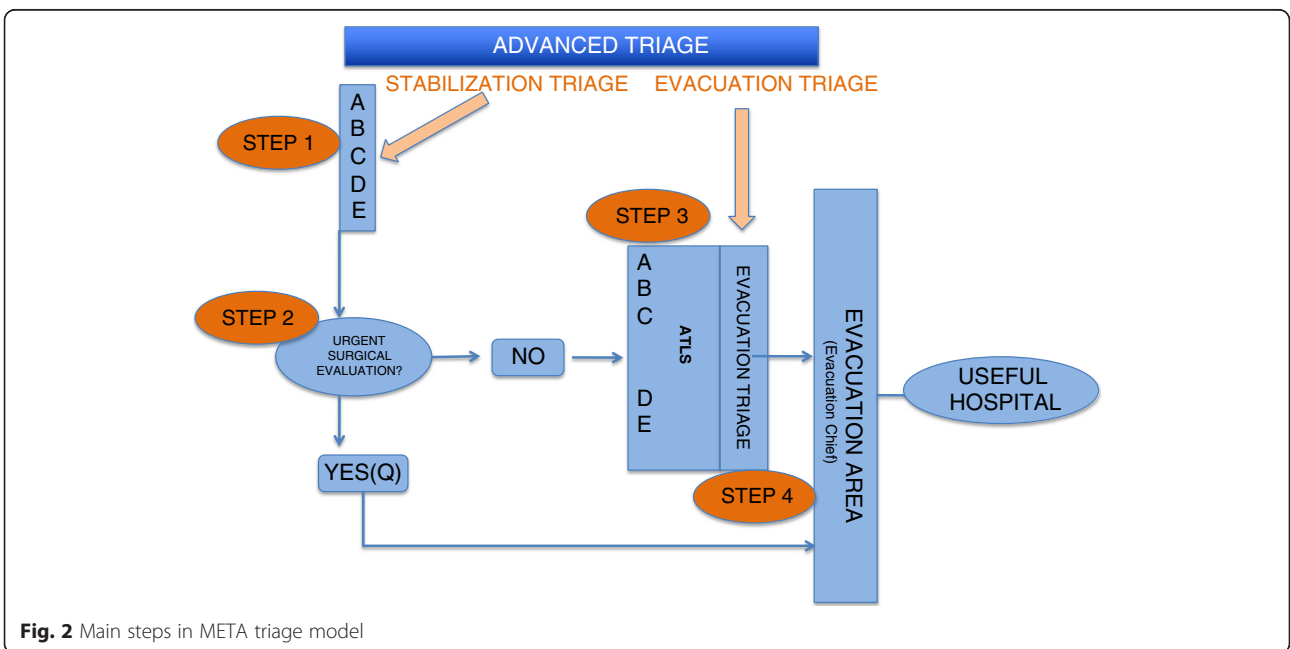 ADVANCED TRIAGE
STABILIZATION TRIAGE
EVACUATION TRIAGE
STEP 1
A
B
C
D
E
STEP 2
URGENT
SURGICAL
EVALUATION?
NO
YES(Q)
STEP 3
A
B
C
D
E
ATLS
EVACUATION TRIAGE
STEP 4
EVACUATION AREA
(Evacuation Chief)
USEFUL
HOSPITAL
Fig. 2 Main steps in META triage model